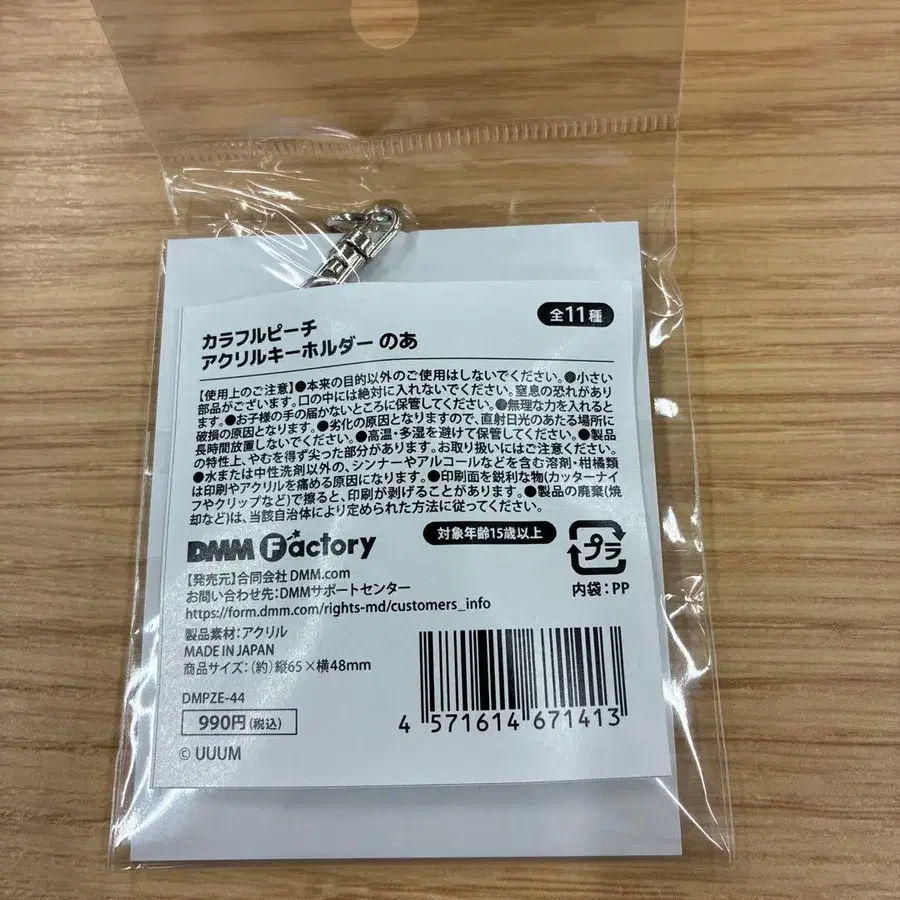 カラフルピーチ
アクリルキーホルダー のあ
全11種
【使用上のご注意】●本来の目的以外のご使用はしないでください。●小さい
部品がございます。口の中には絶対に入れないでください。窒息の恐れがあり
ます。●お子様の手の届かないところに保管してください。●無理な力を入れると
破損の原因となります。●劣化の原因となりますので、直射日光のあたる場所に
長時間放置しないでください。●高温・多湿を避けて保管してください。●製品
の特性上、やむを得ず尖った部分があります。お取り扱いにはご注意ください。
●水または中性洗剤以外の、シンナーやアルコールなどを含む溶剤・柑橘類
は印刷やアクリルを痛める原因になります。●印刷面を鋭利な物(カッターナイ
フやクリップなど)で擦ると、印刷が剥げることがあります。●製品の廃棄(焼
却など)は、当該自治体により定められた方法に従ってください。
DMM Factory
対象年齢15歳以上
プラ
内袋：PP
【発売元】合同会社DMM.com
お問い合わせ先：DMMサポートセンター
https://form.dmm.com/rights-md/customers_info
製品素材：アクリル
MADE IN JAPAN
商品サイズ：(約)縦65×横48mm
DMPZE-44
990円(税込)
4 571614 671413
© UUUM